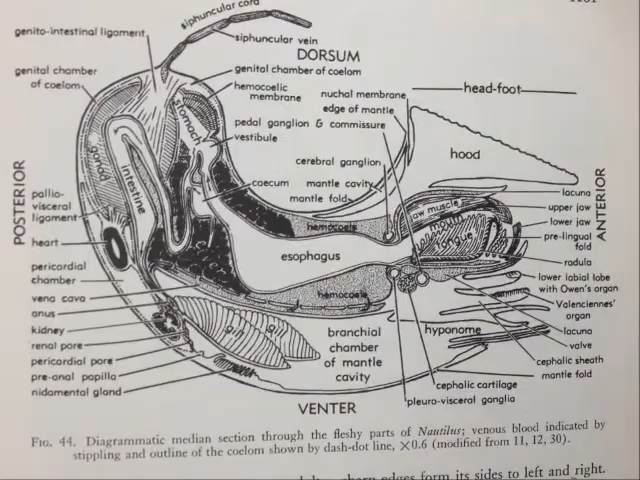 siphuncular cord
genito-intestinal ligament
siphuncular vein
DORSUM
genital chamber
of coelom
genital chamber of coelom
hemocoelic
membrane
nuchal membrane
head-foot
edge of mantle
stomach
pedal ganglion & commissure
vestibule
hood
gonad
intestine
cerebral ganglion
POSTERIOR
ANTERIOR
coecum
mantle cavity
mantle fold
lacuna
pallio-
visceral
ligament
jaw muscle
upper jaw
mouth
tongue
lower jaw
hemocoele
pre-lingual
fold
heart
esophagus
radula
pericardial
chamber
lower labial lobe
with Owen's organ
vena cava
hemocoele
Valenciennes'
organ
anus
gill
gill
kidney
branchial
chamber
of mantle
cavity
hyponome
lacuna
valve
renal pore
pericardial pore
cephalic sheath
pre-anal papilla
mantle fold
nidamental gland
cephalic cartilage
pleuro-visceral ganglia
VENTER
FIG. 44. Diagrammatic median section through the fleshy parts of Nautilus; venous blood indicated by
stippling and outline of the coelom shown by dash-dot line, ×0.6 (modified from 11, 12, 30).
edges form its sides to left and right.